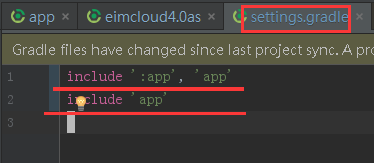 app eimcloud4.0as settings.gradle
Gradle files have changed since last project sync. A pro
1 include ':app', 'app'
2 include 'app'
3